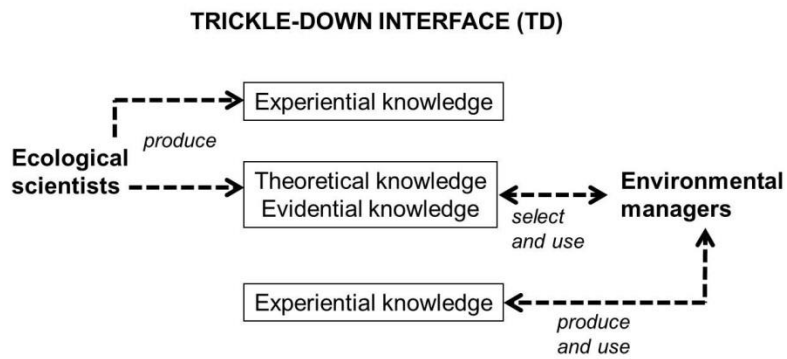 TRICKLE-DOWN INTERFACE (TD)
Experiential knowledge
produce
Ecological
scientists
Theoretical knowledge
Evidential knowledge
select
and use
Environmental
managers
Experiential knowledge
produce
and use